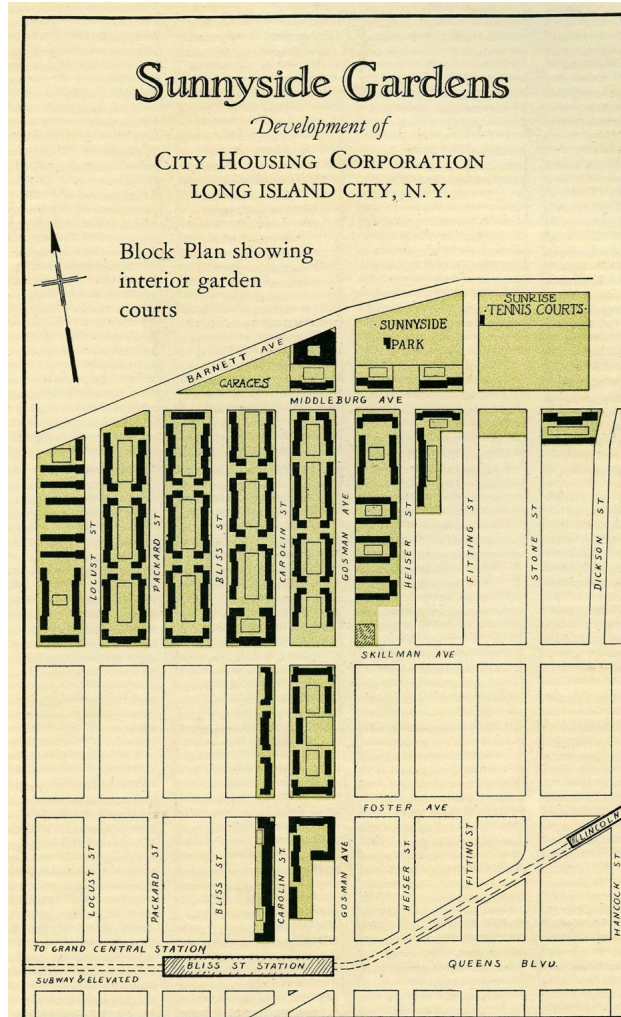 Sunnyside Gardens
Development of
CITY HOUSING CORPORATION
LONG ISLAND CITY, N.Y.
Block Plan showing
interior garden
courts
SUNRISE
·TENNIS COURTS·
·SUNNYSIDE
PARK
BARNETT AVE
GARAGES
MIDDLEBURG AVE
LOCUST ST
PACKARD ST
BLISS ST
CAROLIN ST
GOSMAN AVE
HEISER ST
FITTING ST
STONE ST
DICKSON ST
SKILLMAN AVE
FOSTER AVE
LINCOLN
LOCUST ST
PACKARD ST
BLISS ST
CAROLIN ST.
GOSMAN AVE
HEISER ST.
FITTING ST
HANCOCK ST
TO GRAND CENTRAL STATION
BLISS ST STATION
QUEENS BLVD.
SUBWAY & ELEVATED